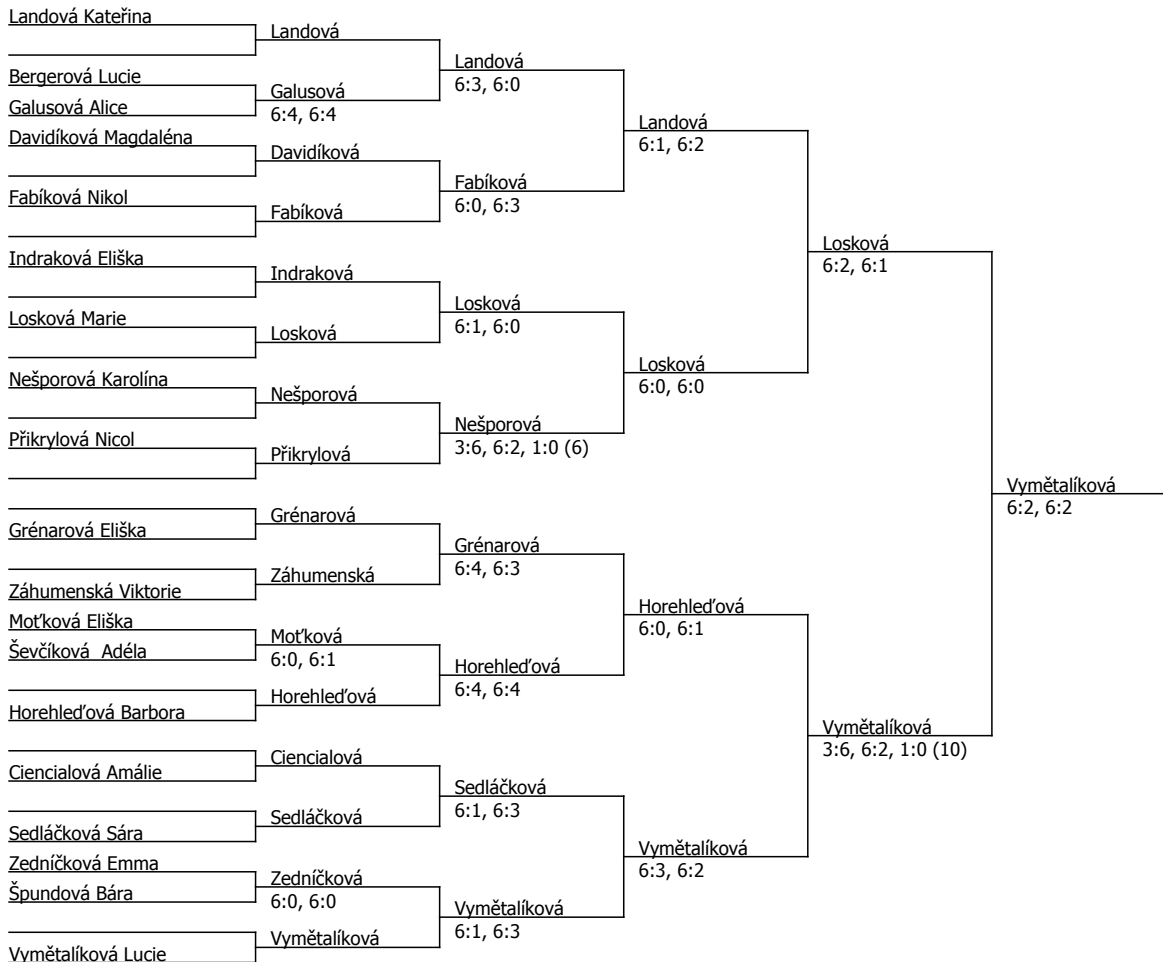 Landová Kateřina
Bergerová Lucie
Galusová Alice
Davidíková Magdaléna
Fabíková Nikol
Indraková Eliška
Losková Marie
Nešporová Karolína
Přikrylová Nicol
Grénarová Eliška
Záhumenská Viktorie
Moťková Eliška
Ševčíková  Adéla
Horehleďová Barbora
Ciencialová Amálie
Sedláčková Sára
Zedníčková Emma
Špundová Bára
Vymětalíková Lucie
Landová
Galusová
6:4, 6:4
Davidíková
Fabíková
Indraková
Losková
Nešporová
Přikrylová
Grénarová
Záhumenská
Moťková
6:0, 6:1
Horehleďová
Ciencialová
Sedláčková
Zedníčková
6:0, 6:0
Vymětalíková
Landová
6:3, 6:0
Fabíková
6:0, 6:3
Losková
6:1, 6:0
Nešporová
3:6, 6:2, 1:0 (6)
Grénarová
6:4, 6:3
Horehleďová
6:4, 6:4
Sedláčková
6:1, 6:3
Vymětalíková
6:1, 6:3
Landová
6:1, 6:2
Losková
6:0, 6:0
Horehleďová
6:0, 6:1
Vymětalíková
6:3, 6:2
Losková
6:2, 6:1
Vymětalíková
3:6, 6:2, 1:0 (10)
Vymětalíková
6:2, 6:2